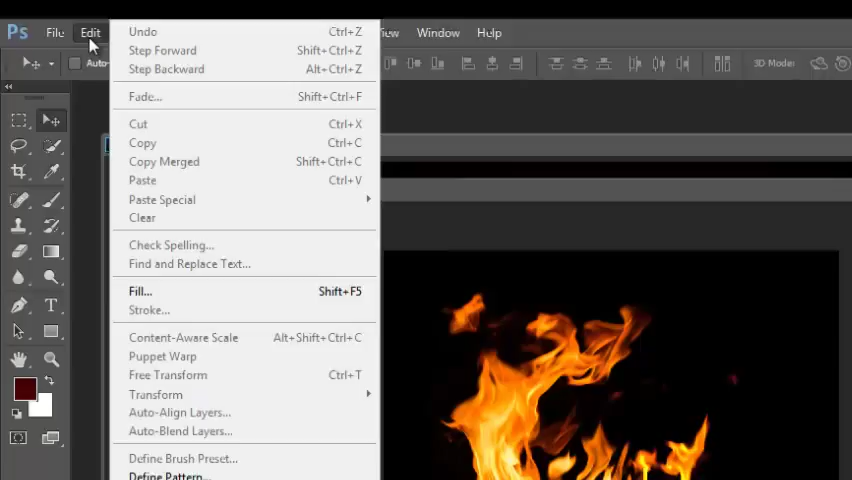 Ps File Edit View Window Help
Auto- 3D Mode:
Undo Ctrl+Z
Step Forward Shift+Ctrl+Z
Step Backward Alt+Ctrl+Z
Fade... Shift+Ctrl+F
Cut Ctrl+X
Copy Ctrl+C
Copy Merged Shift+Ctrl+C
Paste Ctrl+V
Paste Special
Clear
Check Spelling...
Find and Replace Text...
Fill... Shift+F5
Stroke...
Content-Aware Scale Alt+Shift+Ctrl+C
Puppet Warp
Free Transform Ctrl+T
Transform
Auto-Align Layers...
Auto-Blend Layers...
Define Brush Preset...
Define Pattern...